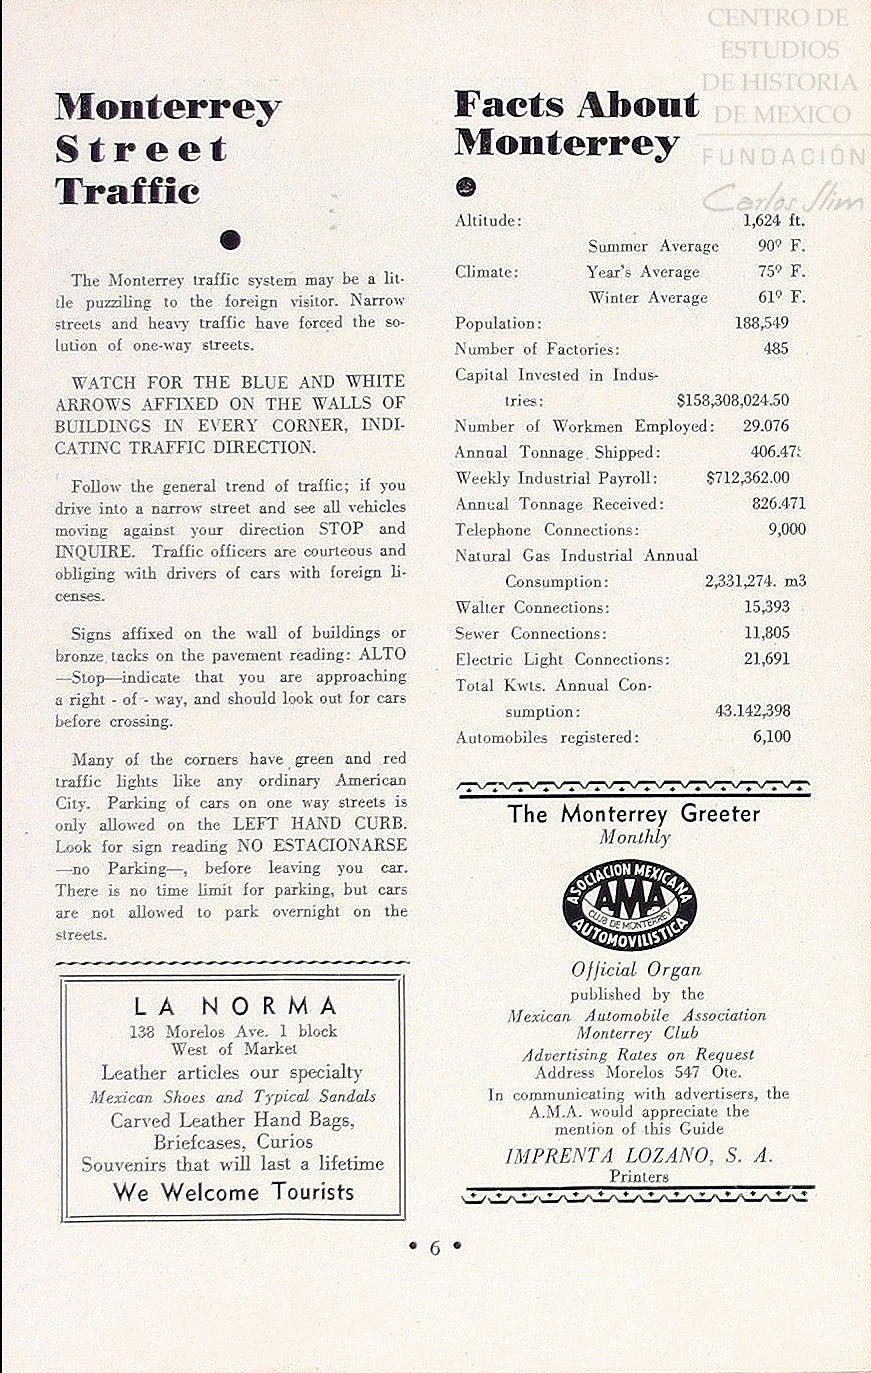 CENTRO DE
ESTUDIOS
DE HISTORIA
DE MEXICO
FUNDACIÓN
Carlos Slim
Monterrey
Street
Traffic
The Monterrey traffic system may be a lit-
tle puzziling to the foreign visitor. Narrow
streets and heavy traffic have forced the so-
lution of one-way streets.
WATCH FOR THE BLUE AND WHITE
ARROWS AFFIXED ON THE WALLS OF
BUILDINGS IN EVERY CORNER, INDI-
CATINC TRAFFIC DIRECTION.
Follow the general trend of traffic; if you
drive into a narrow street and see all vehicles
moving against your direction STOP and
INQUIRE. Traffic officers are courteous and
obliging with drivers of cars with foreign li-
censes.
Signs affixed on the wall of buildings or
bronze tacks on the pavement reading: ALTO
—Stop—indicate that you are approaching
a right - of - way, and should look out for cars
before crossing.
Many of the corners have green and red
traffic lights like any ordinary American
City. Parking of cars on one way streets is
only allowed on the LEFT HAND CURB.
Look for sign reading NO ESTACIONARSE
—no Parking—, before leaving you car.
There is no time limit for parking, but cars
are not allowed to park overnight on the
streets.
LA NORMA
138 Morelos Ave. 1 block
West of Market
Leather articles our specialty
Mexican Shoes and Typical Sandals
Carved Leather Hand Bags,
Briefcases, Curios
Souvenirs that will last a lifetime
We Welcome Tourists
Facts About
Monterrey
Altitude: 1,624 ft.
Summer Average 90º F.
Climate: Year's Average 75º F.
Winter Average 61º F.
Population: 188,549
Number of Factories: 485
Capital Invested in Indus-
tries: $158,308,024.50
Number of Workmen Employed: 29.076
Annual Tonnage Shipped: 406.47
Weekly Industrial Payroll: $712,362.00
Annual Tonnage Received: 826.471
Telephone Connections: 9,000
Natural Gas Industrial Annual
Consumption: 2,331,274. m3
Walter Connections: 15,393
Sewer Connections: 11,805
Electric Light Connections: 21,691
Total Kwts. Annual Con-
sumption: 43.142,398
Automobiles registered: 6,100
The Monterrey Greeter
Monthly
ASOCIACION MEXICANA
AMA
CLUB DE MONTERREY
AUTOMOVILISTICA
Official Organ
published by the
Mexican Automobile Association
Monterrey Club
Advertising Rates on Request
Address Morelos 547 Ote.
In communicating with advertisers, the
A.M.A. would appreciate the
mention of this Guide
IMPRENTA LOZANO, S. A.
Printers
• 6 •